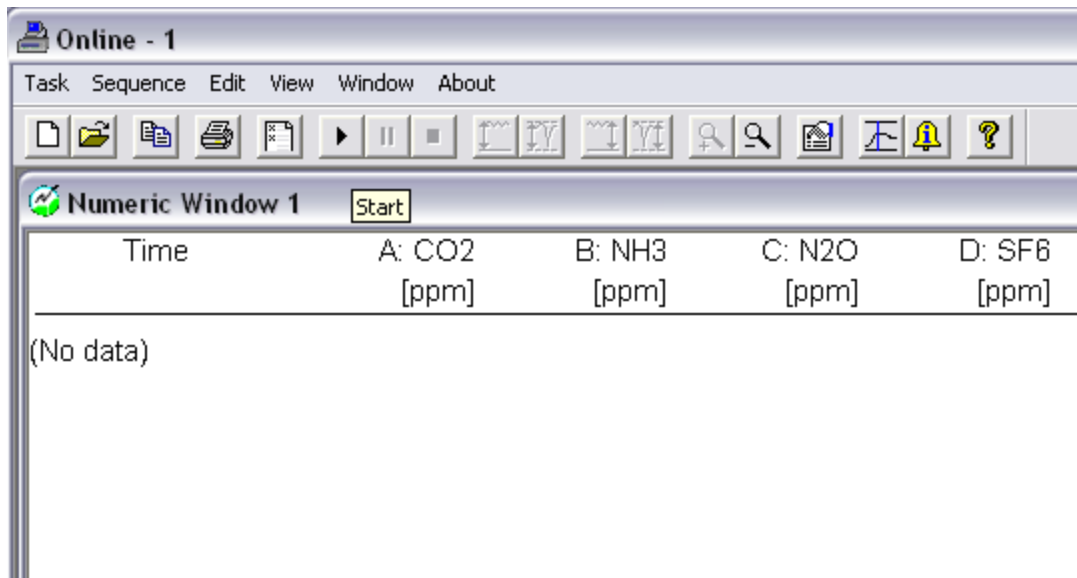 Online - 1
Task Sequence Edit View Window About
Numeric Window 1
Start
Time A: CO2 B: NH3 C: N2O D: SF6
[ppm] [ppm] [ppm] [ppm]
(No data)